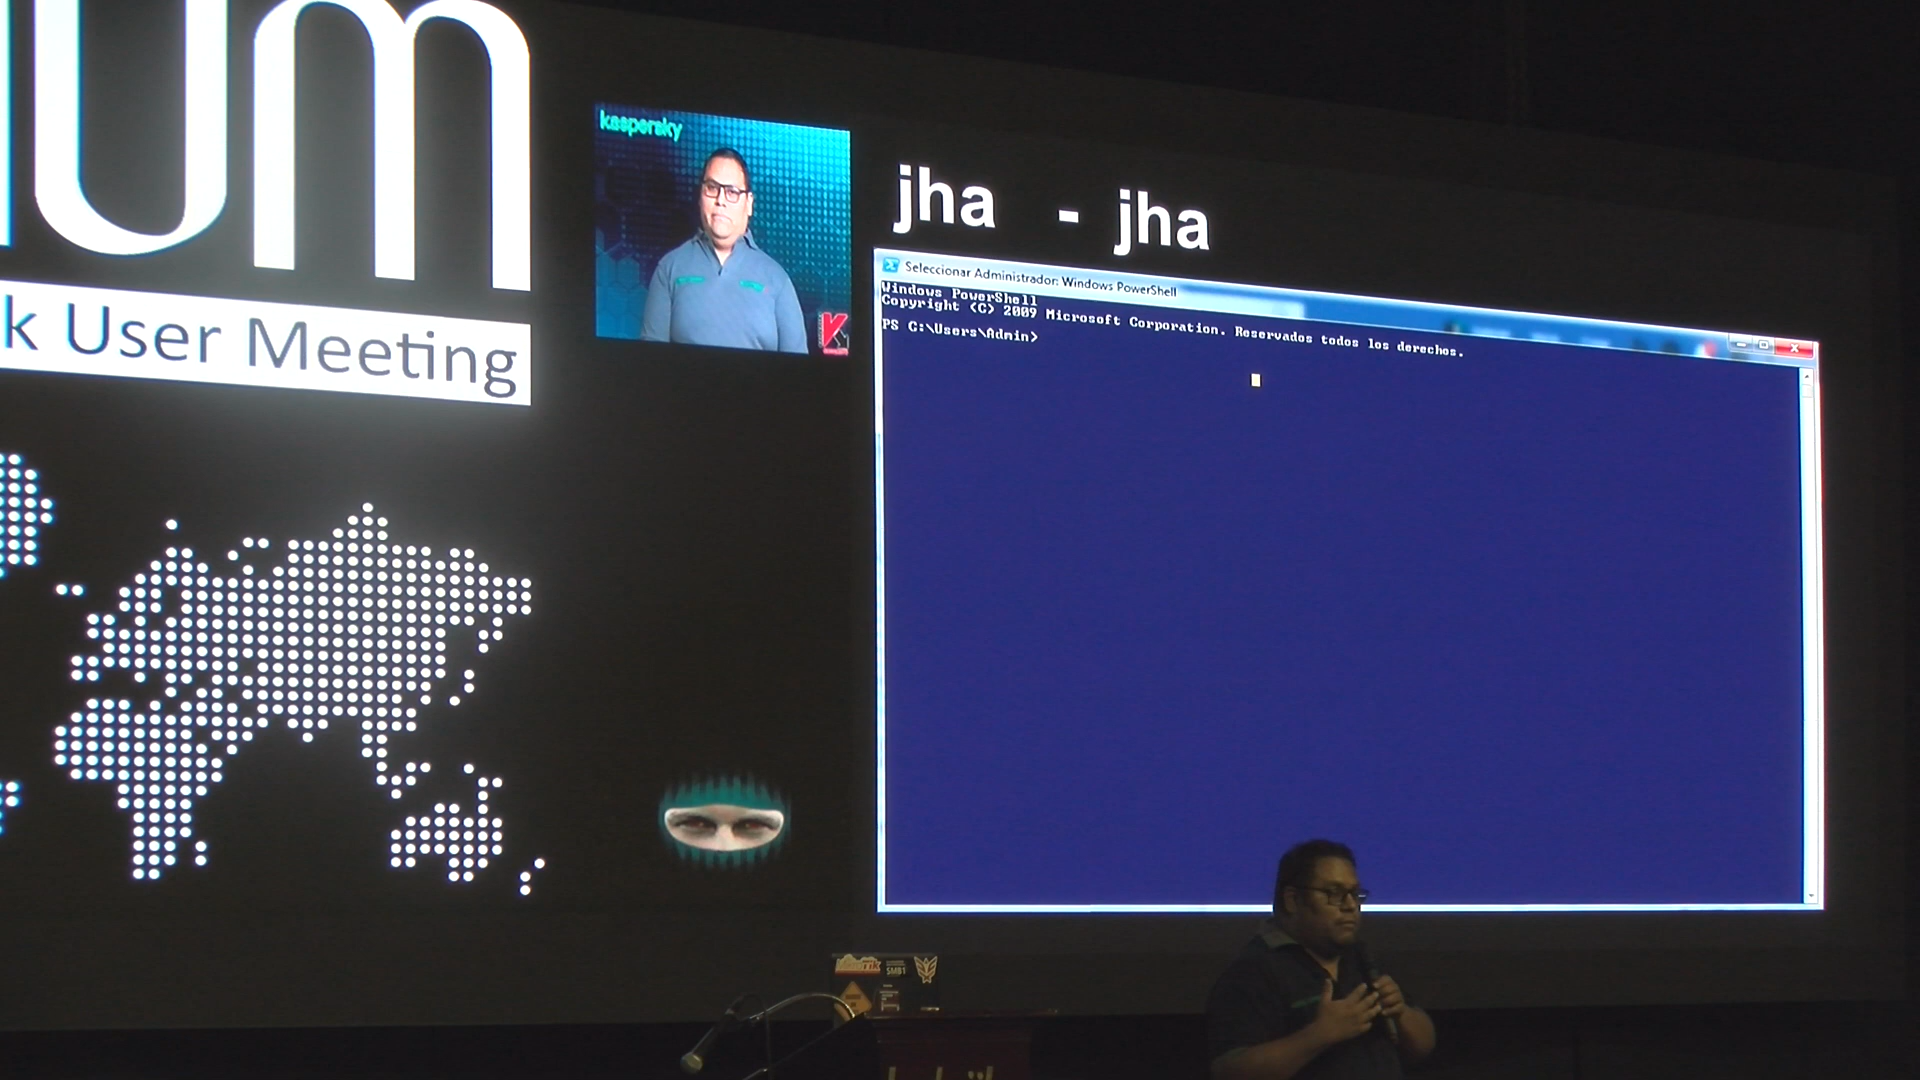 um
k User Meeting
kaspersky
jha - jha
Seleccionar Administrador: Windows PowerShell
Windows PowerShell
Copyright (C) 2009 Microsoft Corporation. Reservados todos los derechos.
PS C:\Users\Admin>
SMB1